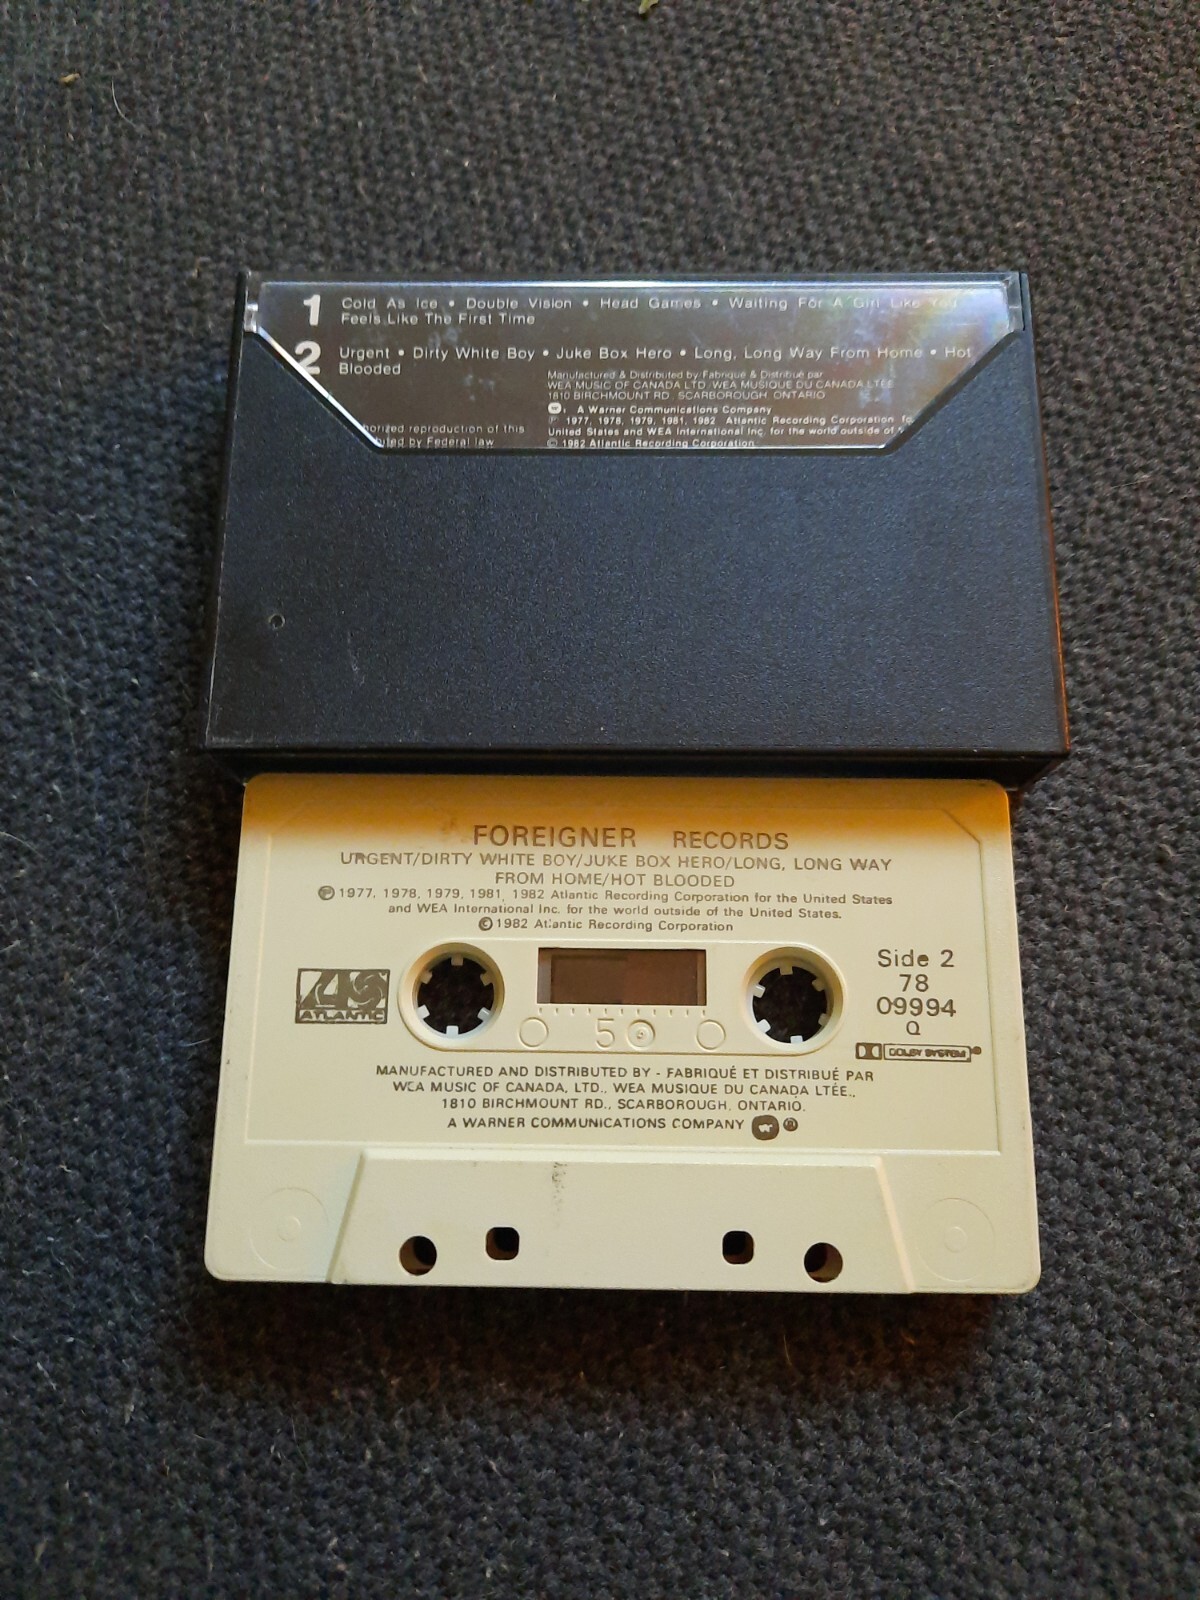 1 Cold As Ice • Double Vision • Head Games • Waiting For A Girl Like You
Feels Like The First Time
2 Urgent • Dirty White Boy • Juke Box Hero • Long, Long Way From Home • Hot
Blooded
Manufactured & Distributed by/Fabriqué & Distribué par
WEA MUSIC OF CANADA LTD./WEA MUSIQUE DU CANADA LTÉE
1810 BIRCHMOUNT RD. SCARBOROUGH, ONTARIO
A Warner Communications Company
℗ 1977, 1978, 1979, 1981, 1982 Atlantic Recording Corporation
United States and WEA International Inc. for the world outside of
© 1982 Atlantic Recording Corporation
reproduction of this
by Federal law
FOREIGNER RECORDS
URGENT/DIRTY WHITE BOY/JUKE BOX HERO/LONG, LONG WAY
FROM HOME/HOT BLOODED
℗ 1977, 1978, 1979, 1981, 1982 Atlantic Recording Corporation for the United States
and WEA International Inc. for the world outside of the United States.
© 1982 Atlantic Recording Corporation
ATLANTIC
Side 2
78
09994
Q
DOLBY SYSTEM®
5
MANUFACTURED AND DISTRIBUTED BY - FABRIQUÉ ET DISTRIBUÉ PAR
WEA MUSIC OF CANADA, LTD., WEA MUSIQUE DU CANADA LTÉE.,
1810 BIRCHMOUNT RD., SCARBOROUGH, ONTARIO.
A WARNER COMMUNICATIONS COMPANY ®